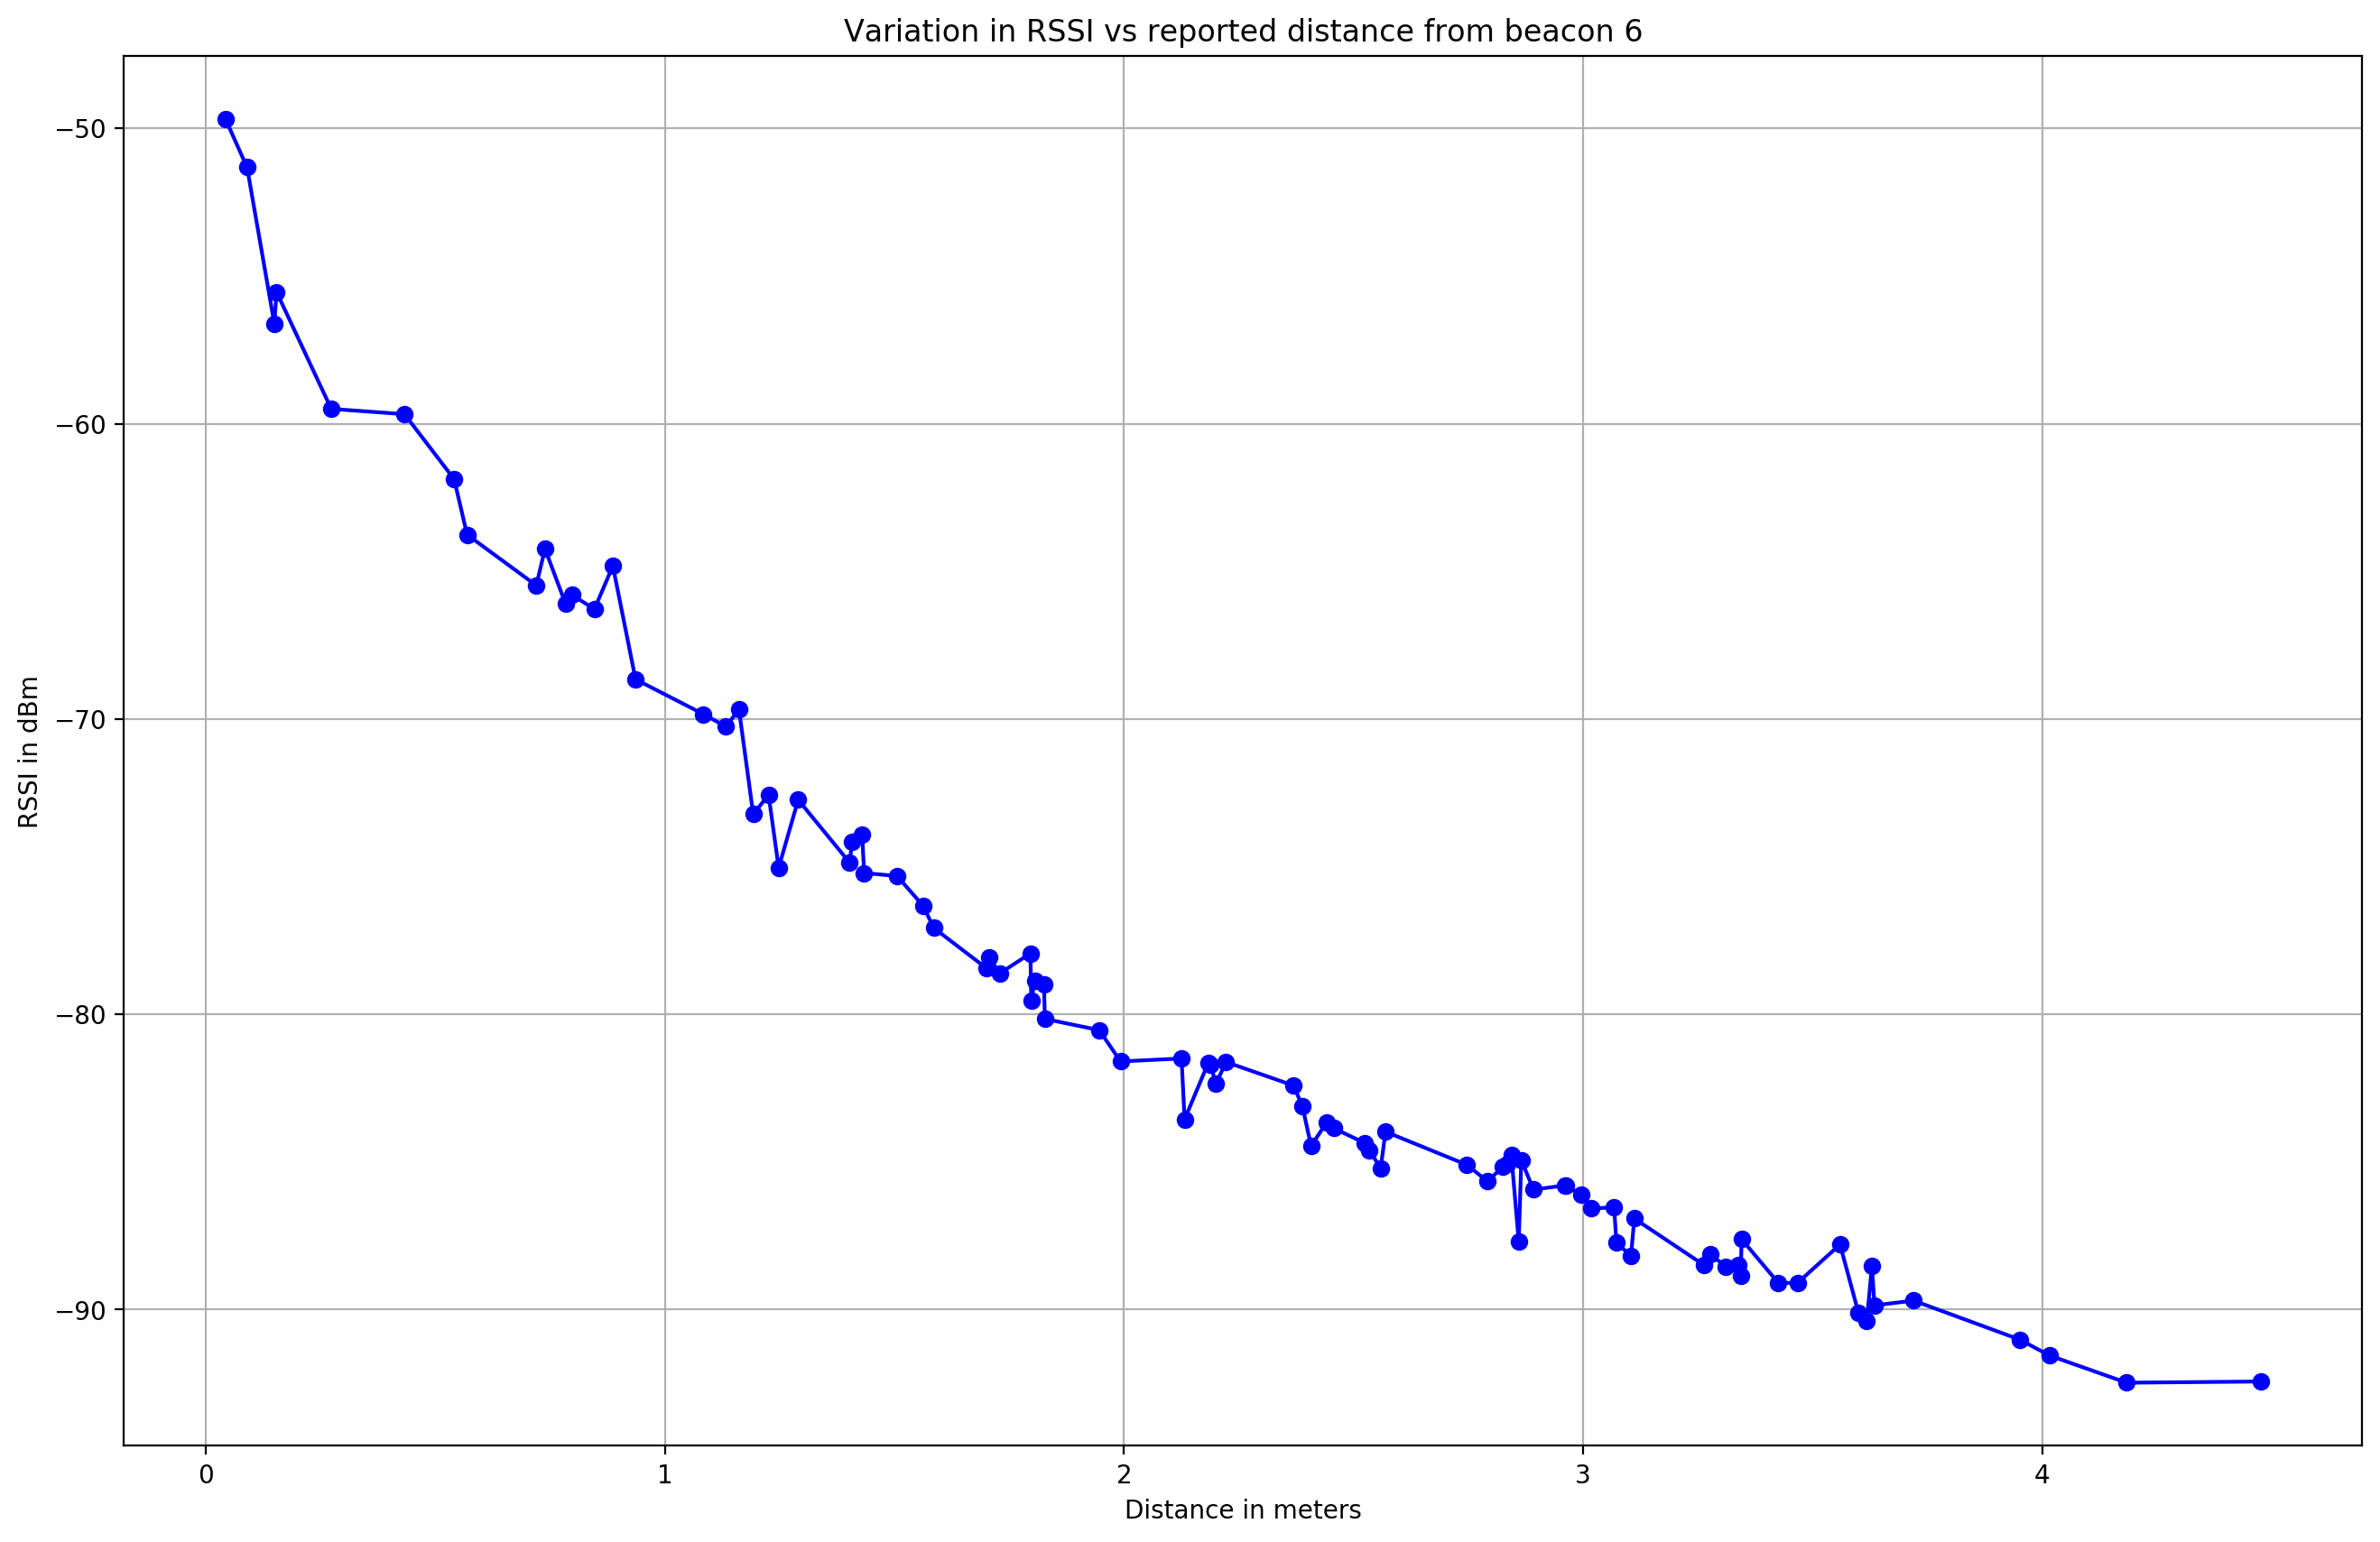 Variation in RSSI vs reported distance from beacon 6
RSSI in dBm
−50
−60
−70
−80
−90
0 1 2 3 4
Distance in meters